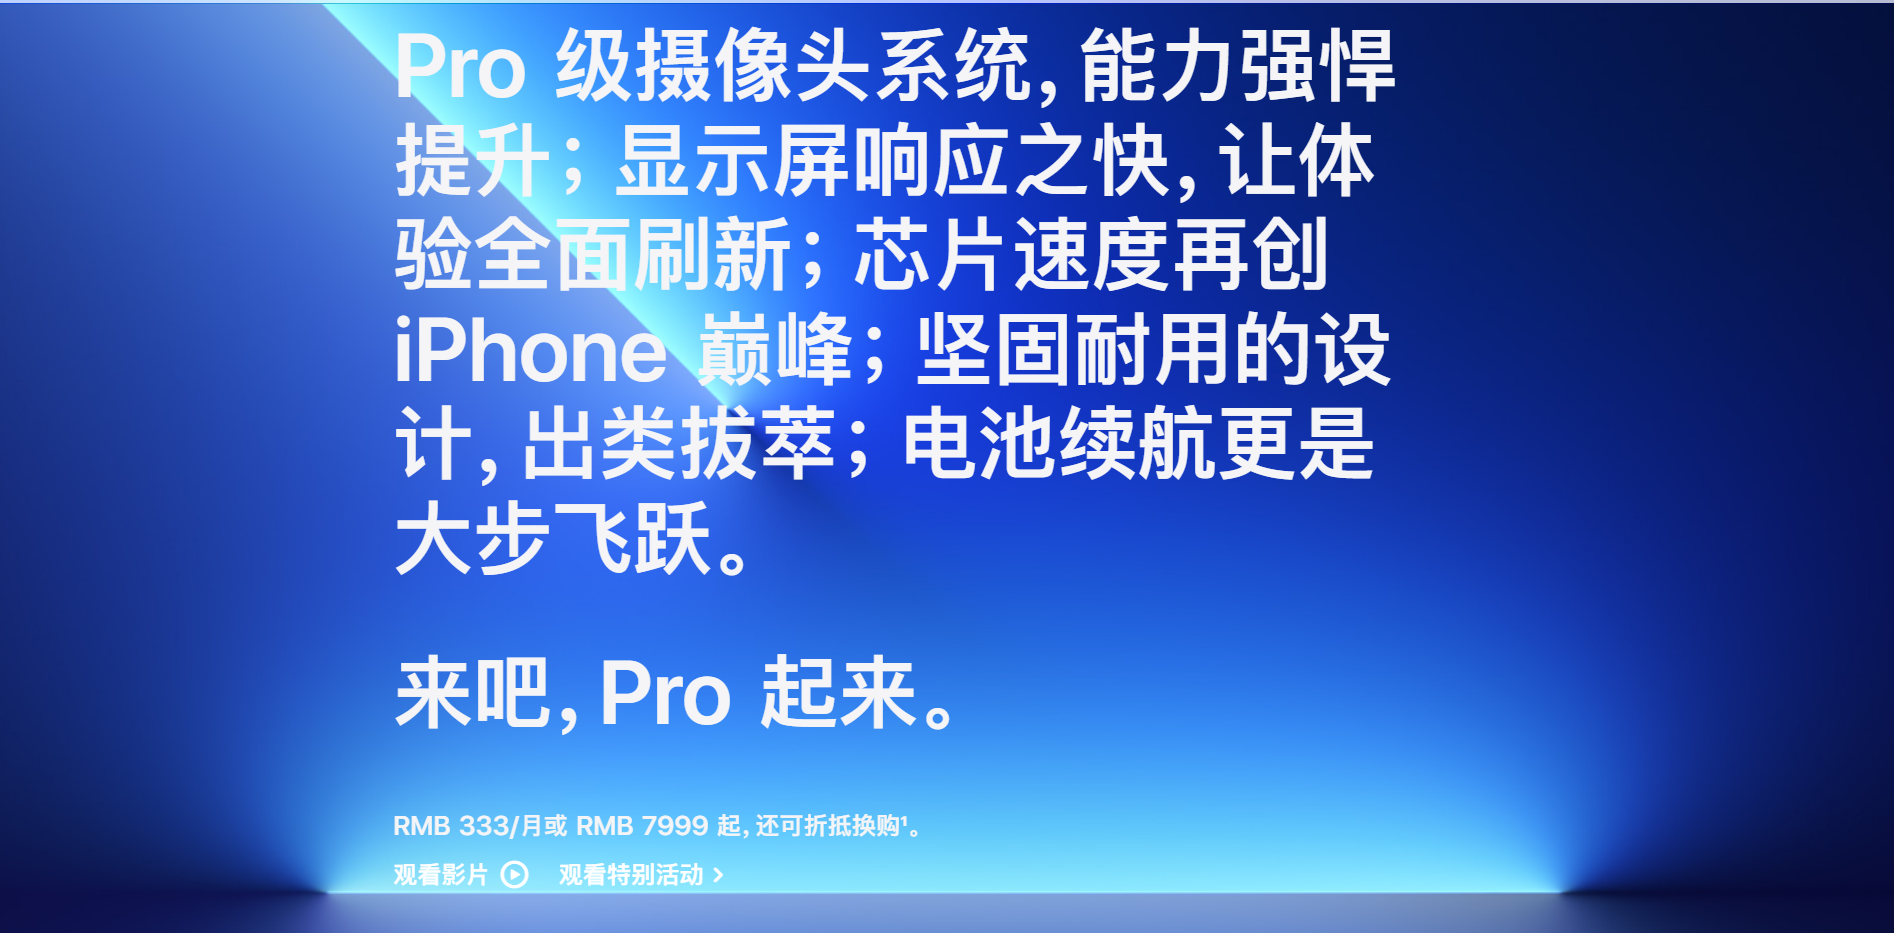 Pro 级摄像头系统，能力强悍
提升；显示屏响应之快，让体
验全面刷新；芯片速度再创
iPhone 巅峰；坚固耐用的设
计，出类拔萃；电池续航更是
大步飞跃。
来吧，Pro 起来。
RMB 333/月或 RMB 7999 起，还可折抵换购¹。
观看影片 观看特别活动 >